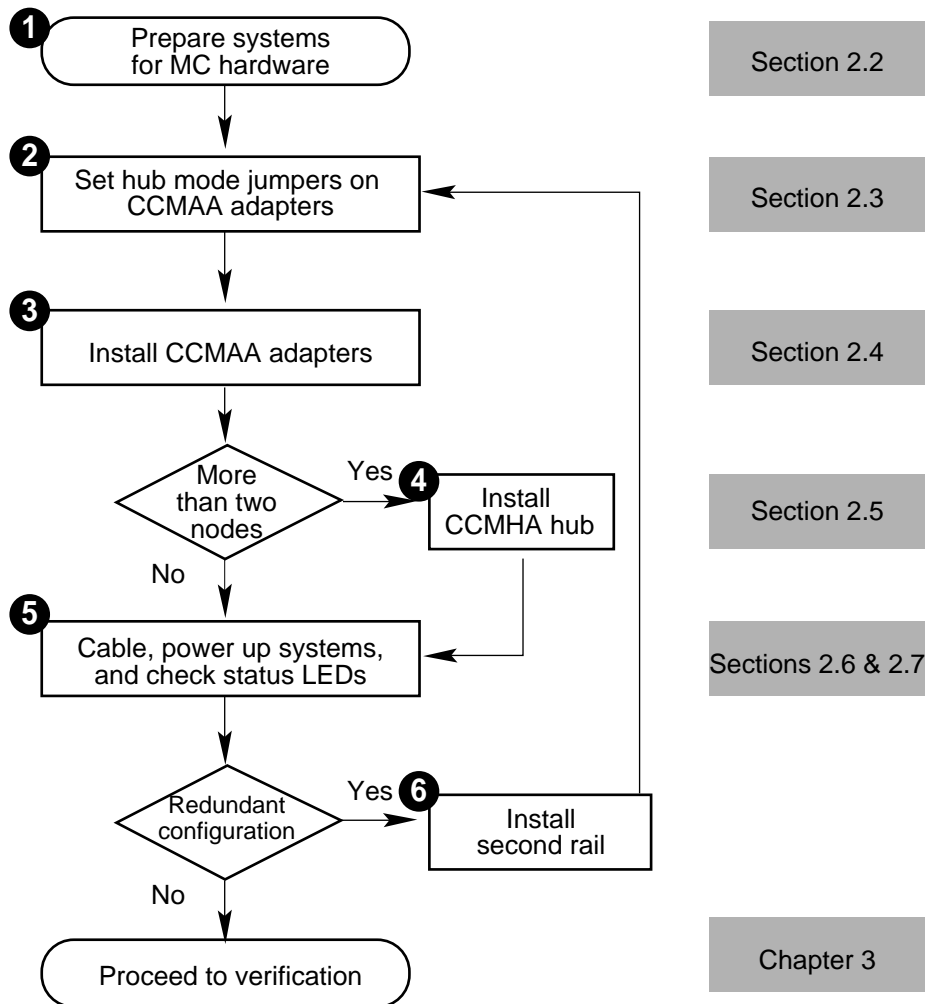 1
Prepare systems
for MC hardware
Section 2.2
2
Set hub mode jumpers on
CCMAA adapters
Section 2.3
3
Install CCMAA adapters
Section 2.4
More
than two
nodes
Yes
4
Install
CCMHA hub
Section 2.5
No
5
Cable, power up systems,
and check status LEDs
Sections 2.6 & 2.7
Redundant
configuration
Yes
6
Install
second rail
No
Proceed to verification
Chapter 3